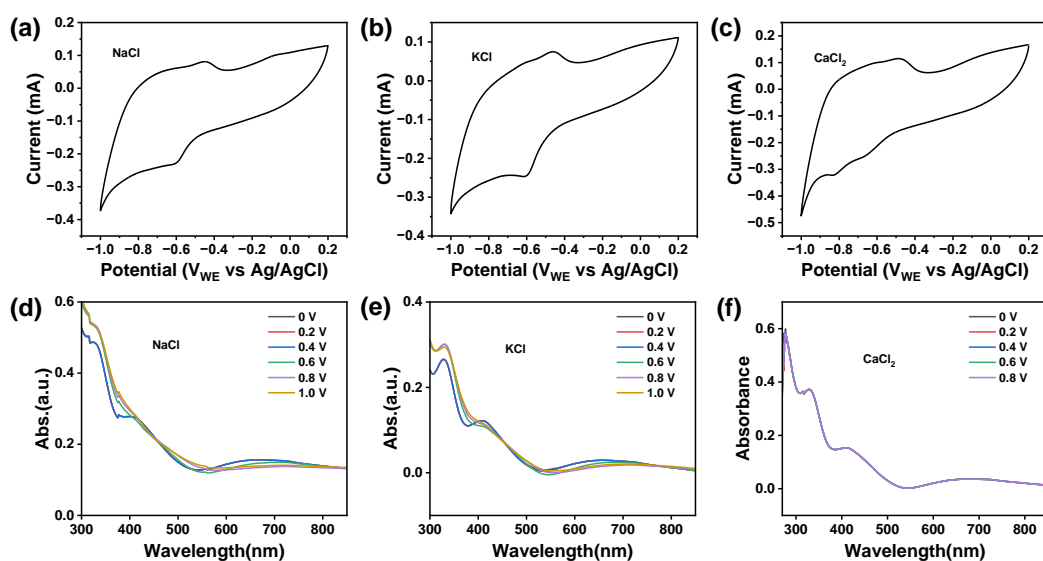 (a)
NaCl
0.2
0.1
0.0
−0.1
−0.2
−0.3
−0.4
Current (mA)
−1.0 −0.8 −0.6 −0.4 −0.2 0.0 0.2
Potential (V_WE vs Ag/AgCl)
(b)
KCl
0.2
0.1
0.0
−0.1
−0.2
−0.3
−0.4
Current (mA)
−1.0 −0.8 −0.6 −0.4 −0.2 0.0 0.2
Potential (V_WE vs Ag/AgCl)
(c)
CaCl₂
0.2
0.1
0.0
−0.1
−0.2
−0.3
−0.4
−0.5
Current (mA)
−1.0 −0.8 −0.6 −0.4 −0.2 0.0 0.2
Potential (V_WE vs Ag/AgCl)
(d)
NaCl
0 V
0.2 V
0.4 V
0.6 V
0.8 V
1.0 V
0.6
0.4
0.2
0.0
Abs.(a.u.)
300 400 500 600 700 800
Wavelength(nm)
(e)
KCl
0 V
0.2 V
0.4 V
0.6 V
0.8 V
1.0 V
0.4
0.2
0.0
Abs.(a.u.)
300 400 500 600 700 800
Wavelength(nm)
(f)
CaCl₂
0 V
0.2 V
0.4 V
0.6 V
0.8 V
0.6
0.4
0.2
0.0
Absorbance
300 400 500 600 700 800
Wavelength(nm)